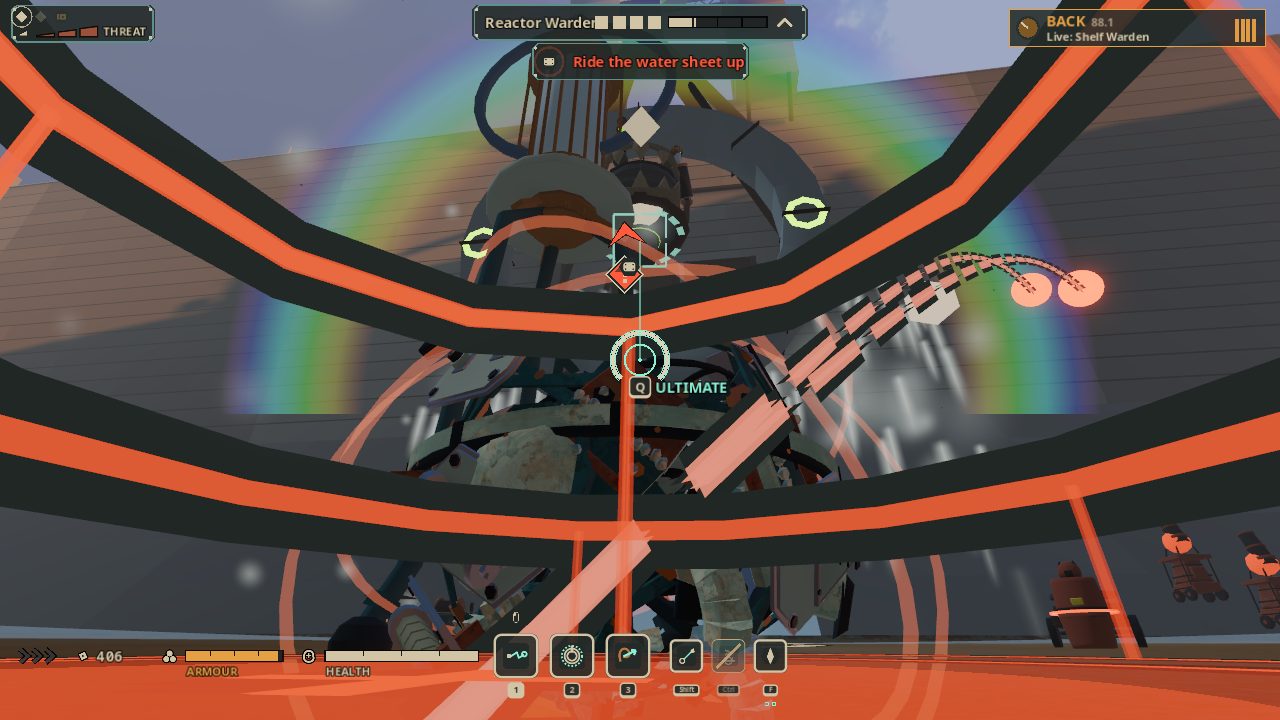 THREAT
Reactor Warden
Ride the water sheet up
BACK 88.1
Live: Shelf Warden
Q ULTIMATE
406
ARMOUR
HEALTH
1
2
3
Shift
Ctrl
F